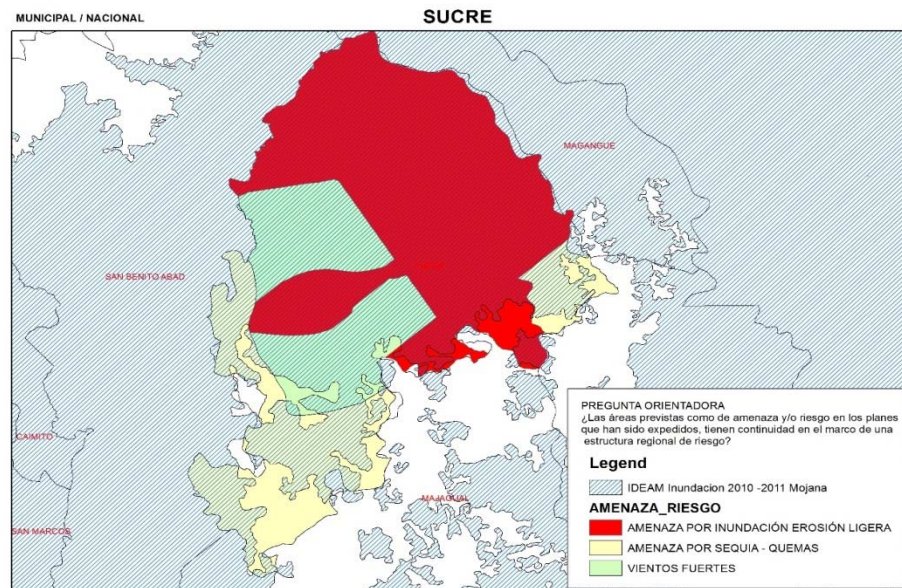 MUNICIPAL / NACIONAL
SUCRE
MAGANGUE
SAN BENITO ABAD
CAIMITO
SAN MARCOS
MAJAGUAL
PREGUNTA ORIENTADORA
¿Las áreas previstas como de amenaza y/o riesgo en los planes
que han sido expedidos, tienen continuidad en el marco de una
estructura regional de riesgo?
Legend
IDEAM Inundacion 2010 -2011 Mojana
AMENAZA_RIESGO
AMENAZA POR INUNDACIÓN EROSIÓN LIGERA
AMENAZA POR SEQUIA - QUEMAS
VIENTOS FUERTES